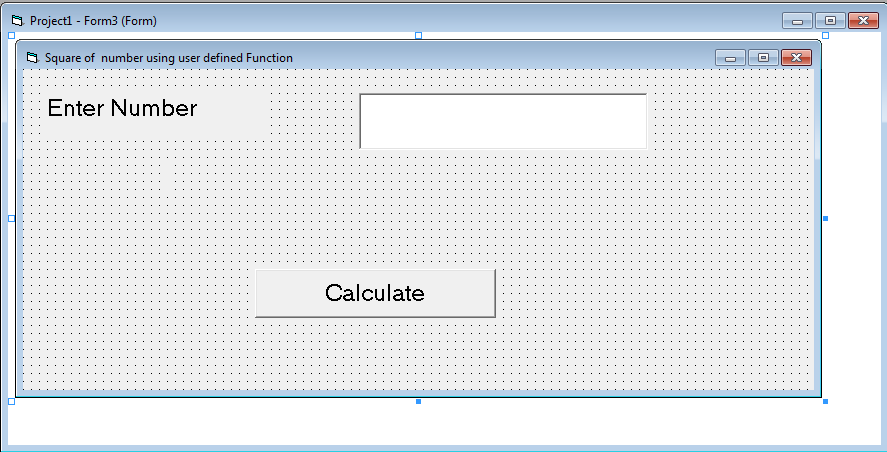 Project1 - Form3 (Form)
Square of  number using user defined Function
Enter Number
Calculate